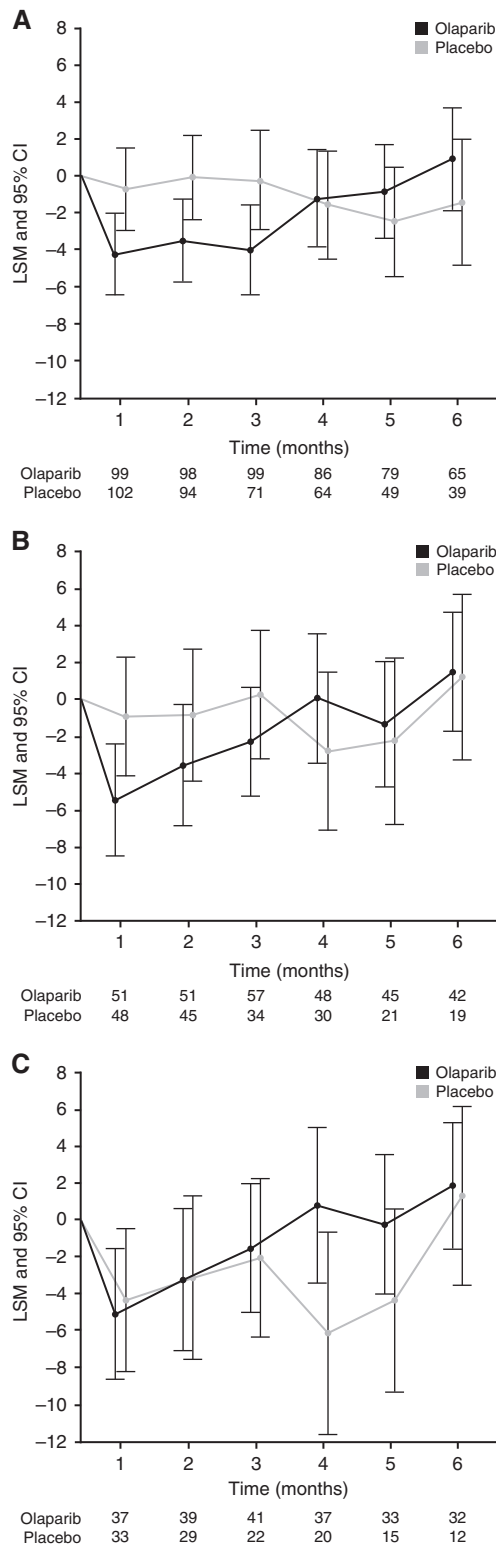 A
Olaparib
Placebo
LSM and 95% CI
8
6
4
2
0
–2
–4
–6
–8
–10
–12
1 2 3 4 5 6
Time (months)
Olaparib 99 98 99 86 79 65
Placebo 102 94 71 64 49 39
B
Olaparib
Placebo
LSM and 95% CI
8
6
4
2
0
–2
–4
–6
–8
–10
–12
1 2 3 4 5 6
Time (months)
Olaparib 51 51 57 48 45 42
Placebo 48 45 34 30 21 19
C
Olaparib
Placebo
LSM and 95% CI
8
6
4
2
0
–2
–4
–6
–8
–10
–12
1 2 3 4 5 6
Time (months)
Olaparib 37 39 41 37 33 32
Placebo 33 29 22 20 15 12